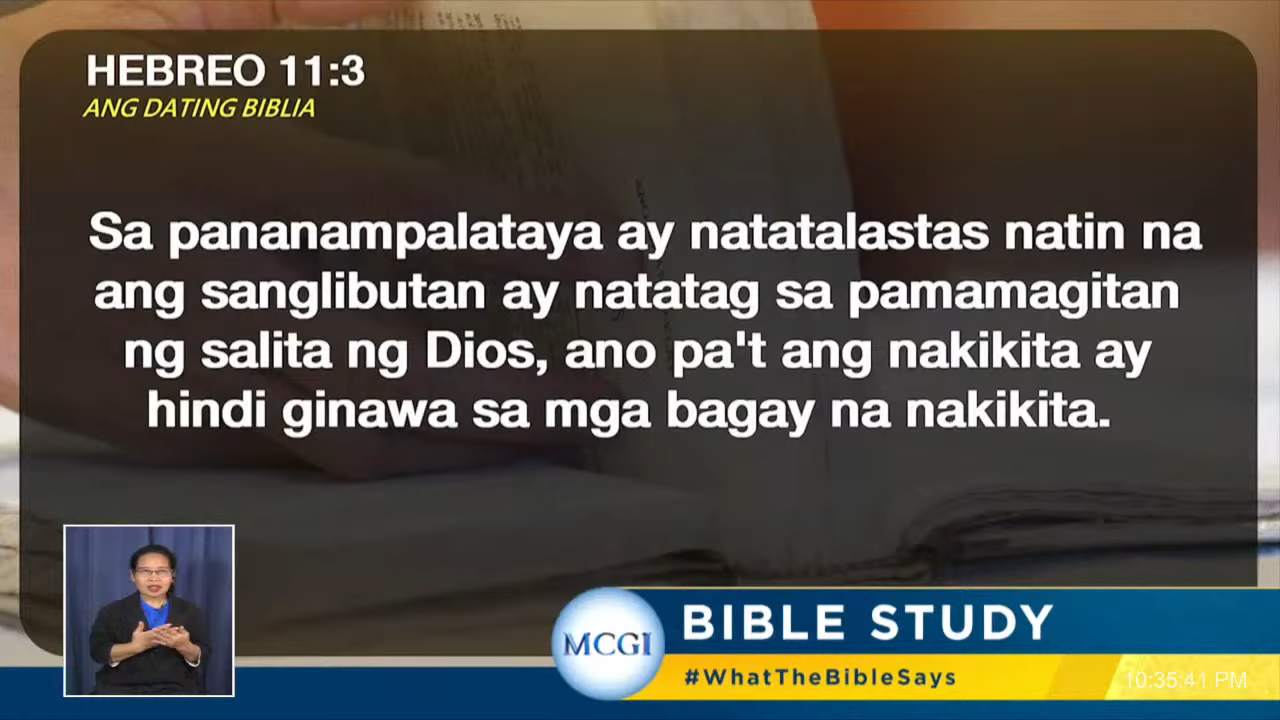 HEBREO 11:3
ANG DATING BIBLIA
Sa pananampalataya ay natatalastas natin na
ang sanglibutan ay natatag sa pamamagitan
ng salita ng Dios, ano pa't ang nakikita ay
hindi ginawa sa mga bagay na nakikita.
MCGI
BIBLE STUDY
#WhatTheBibleSays
10:35:41 PM